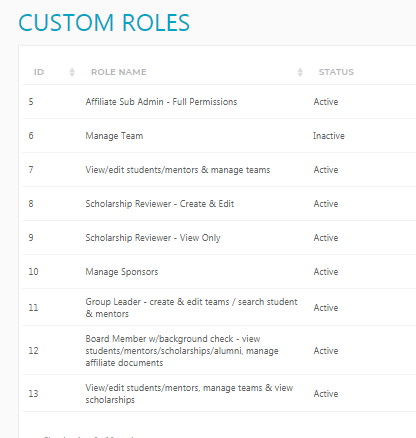 CUSTOM ROLES
ID ROLE NAME STATUS
5 Affiliate Sub Admin - Full Permissions Active
6 Manage Team Inactive
7 View/edit students/mentors & manage teams Active
8 Scholarship Reviewer - Create & Edit Active
9 Scholarship Reviewer - View Only Active
10 Manage Sponsors Active
11 Group Leader - create & edit teams / search student
& mentors Active
12 Board Member w/background check - view
students/mentors/scholarships/alumni, manage
affiliate documents Active
13 View/edit students/mentors, manage teams & view
scholarships Active